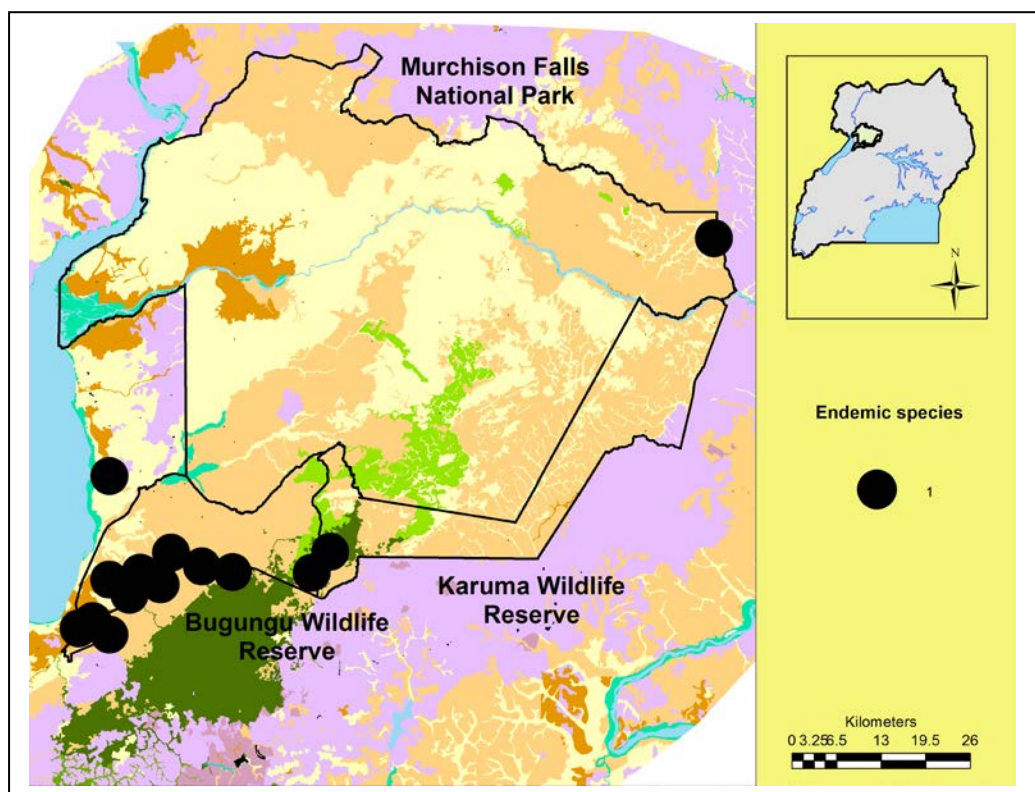 Murchison Falls
National Park
N
Endemic species
1
Karuma Wildlife
Reserve
Bugungu Wildlife
Reserve
Kilometers
0 3.25 6.5 13 19.5 26